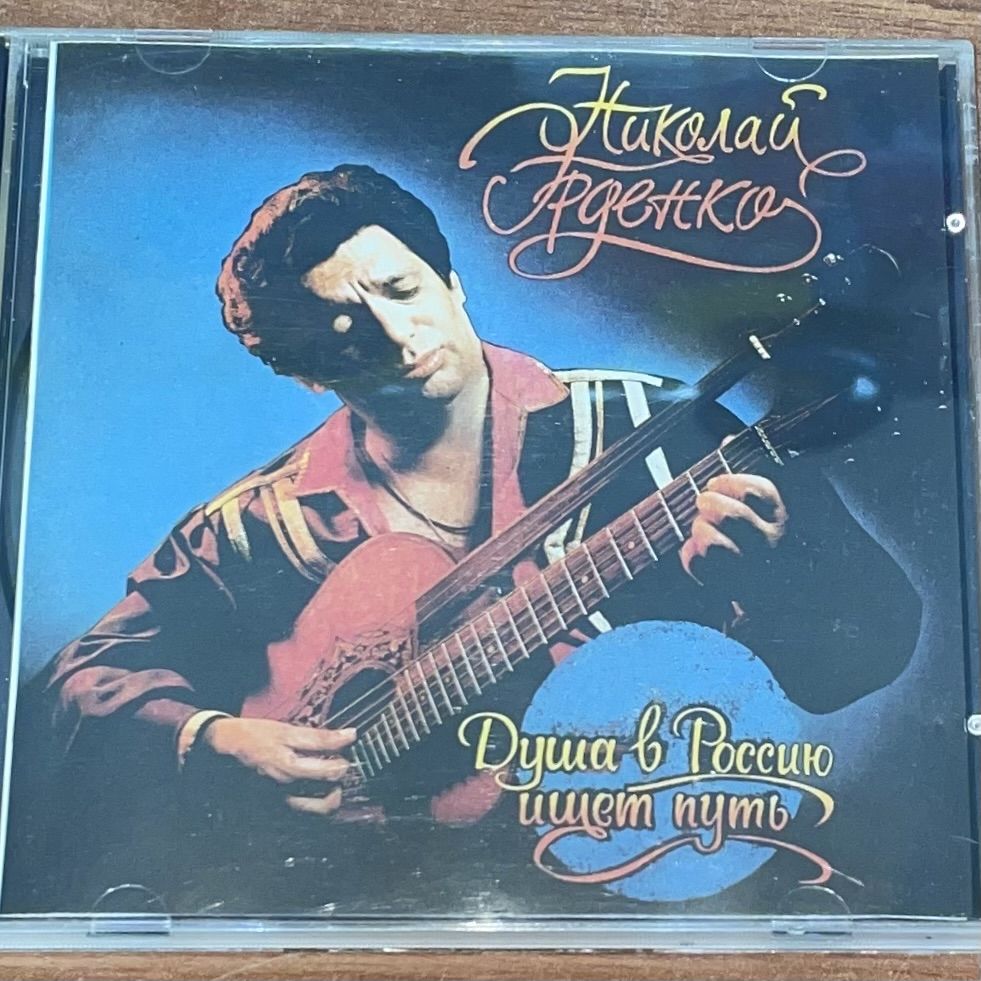 Николай
Эрденко
Душа в Россию
ищет путь